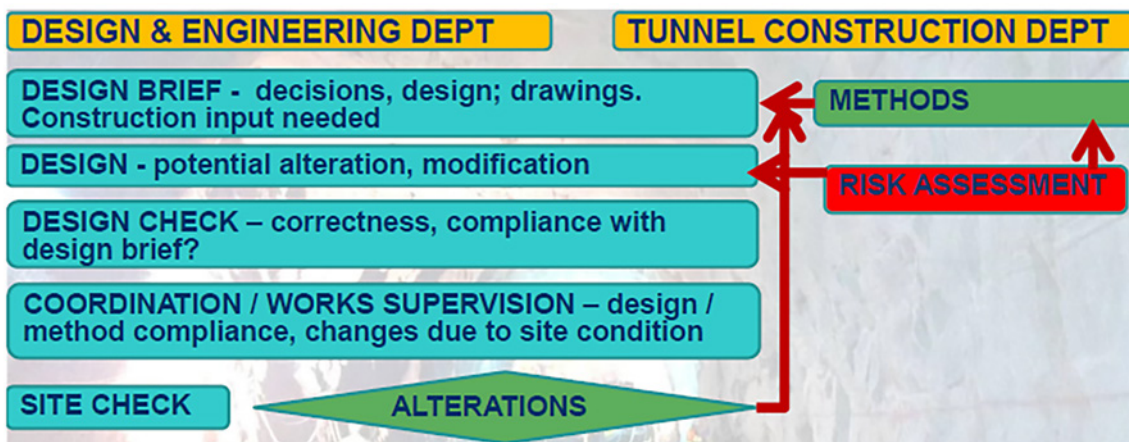 DESIGN & ENGINEERING DEPT
TUNNEL CONSTRUCTION DEPT
DESIGN BRIEF - decisions, design; drawings.
Construction input needed
METHODS
DESIGN - potential alteration, modification
RISK ASSESSMENT
DESIGN CHECK – correctness, compliance with
design brief?
COORDINATION / WORKS SUPERVISION – design /
method compliance, changes due to site condition
SITE CHECK
ALTERATIONS